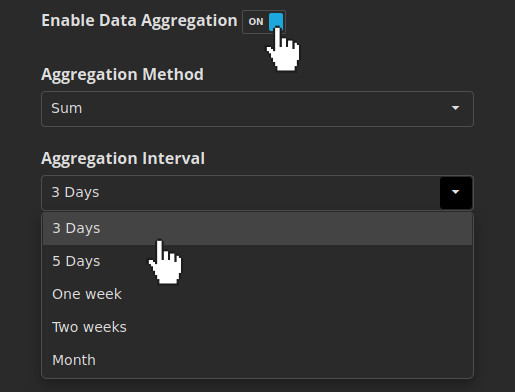 Enable Data Aggregation ON
Aggregation Method
Sum
Aggregation Interval
3 Days
3 Days
5 Days
One week
Two weeks
Month